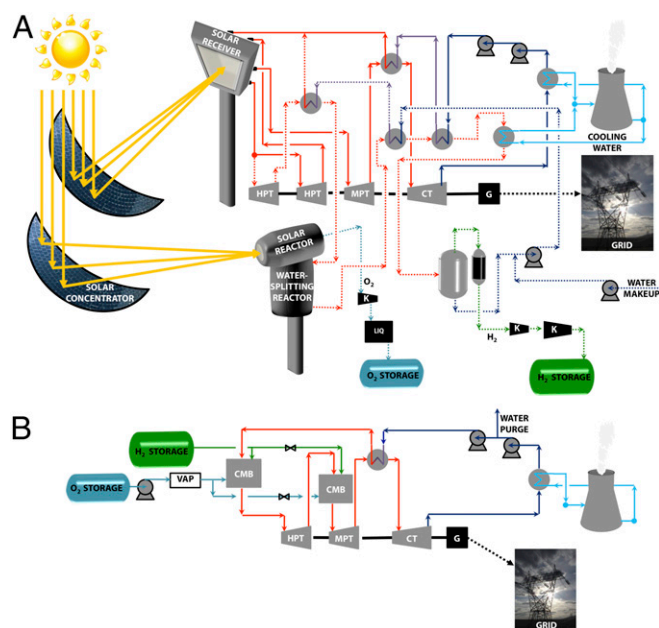 A
SOLAR
RECEIVER
COOLING
WATER
HPT
HPT
MPT
CT
G
GRID
SOLAR REACTOR
WATER-
SPLITTING
REACTOR
SOLAR
CONCENTRATOR
O2
K
LIQ
O2 STORAGE
WATER
MAKEUP
H2
K
K
H2 STORAGE
B
WATER
PURGE
H2 STORAGE
O2 STORAGE
VAP
CMB
CMB
HPT
MPT
CT
G
GRID